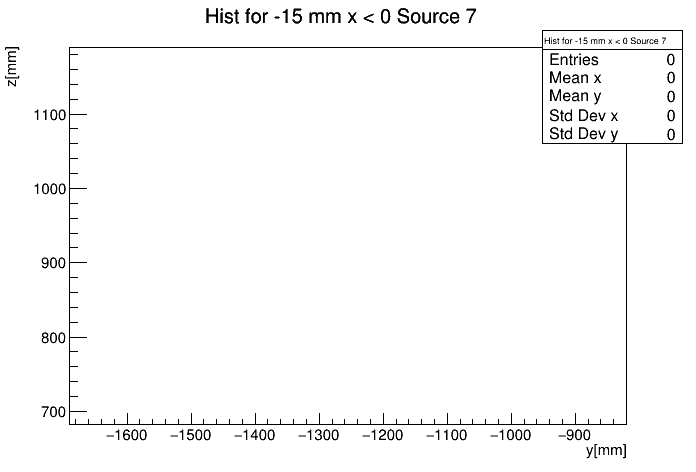 Hist for -15 mm x < 0 Source 7
Hist for -15 mm x < 0 Source 7
Entries 0
Mean x 0
Mean y 0
Std Dev x 0
Std Dev y 0
z[mm]
1100
1000
900
800
700
−1600 −1500 −1400 −1300 −1200 −1100 −1000 −900
y[mm]